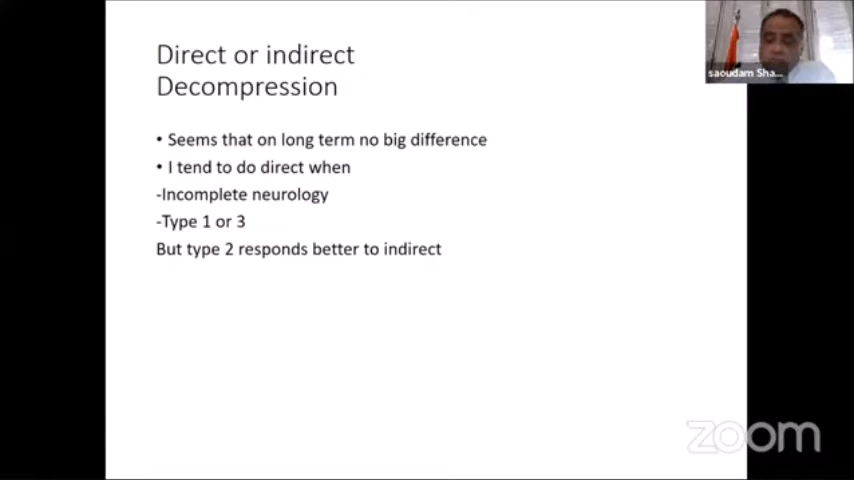 Direct or indirect
Decompression
• Seems that on long term no big difference
• I tend to do direct when
-Incomplete neurology
-Type 1 or 3
But type 2 responds better to indirect
saoudam Sha...
zoom